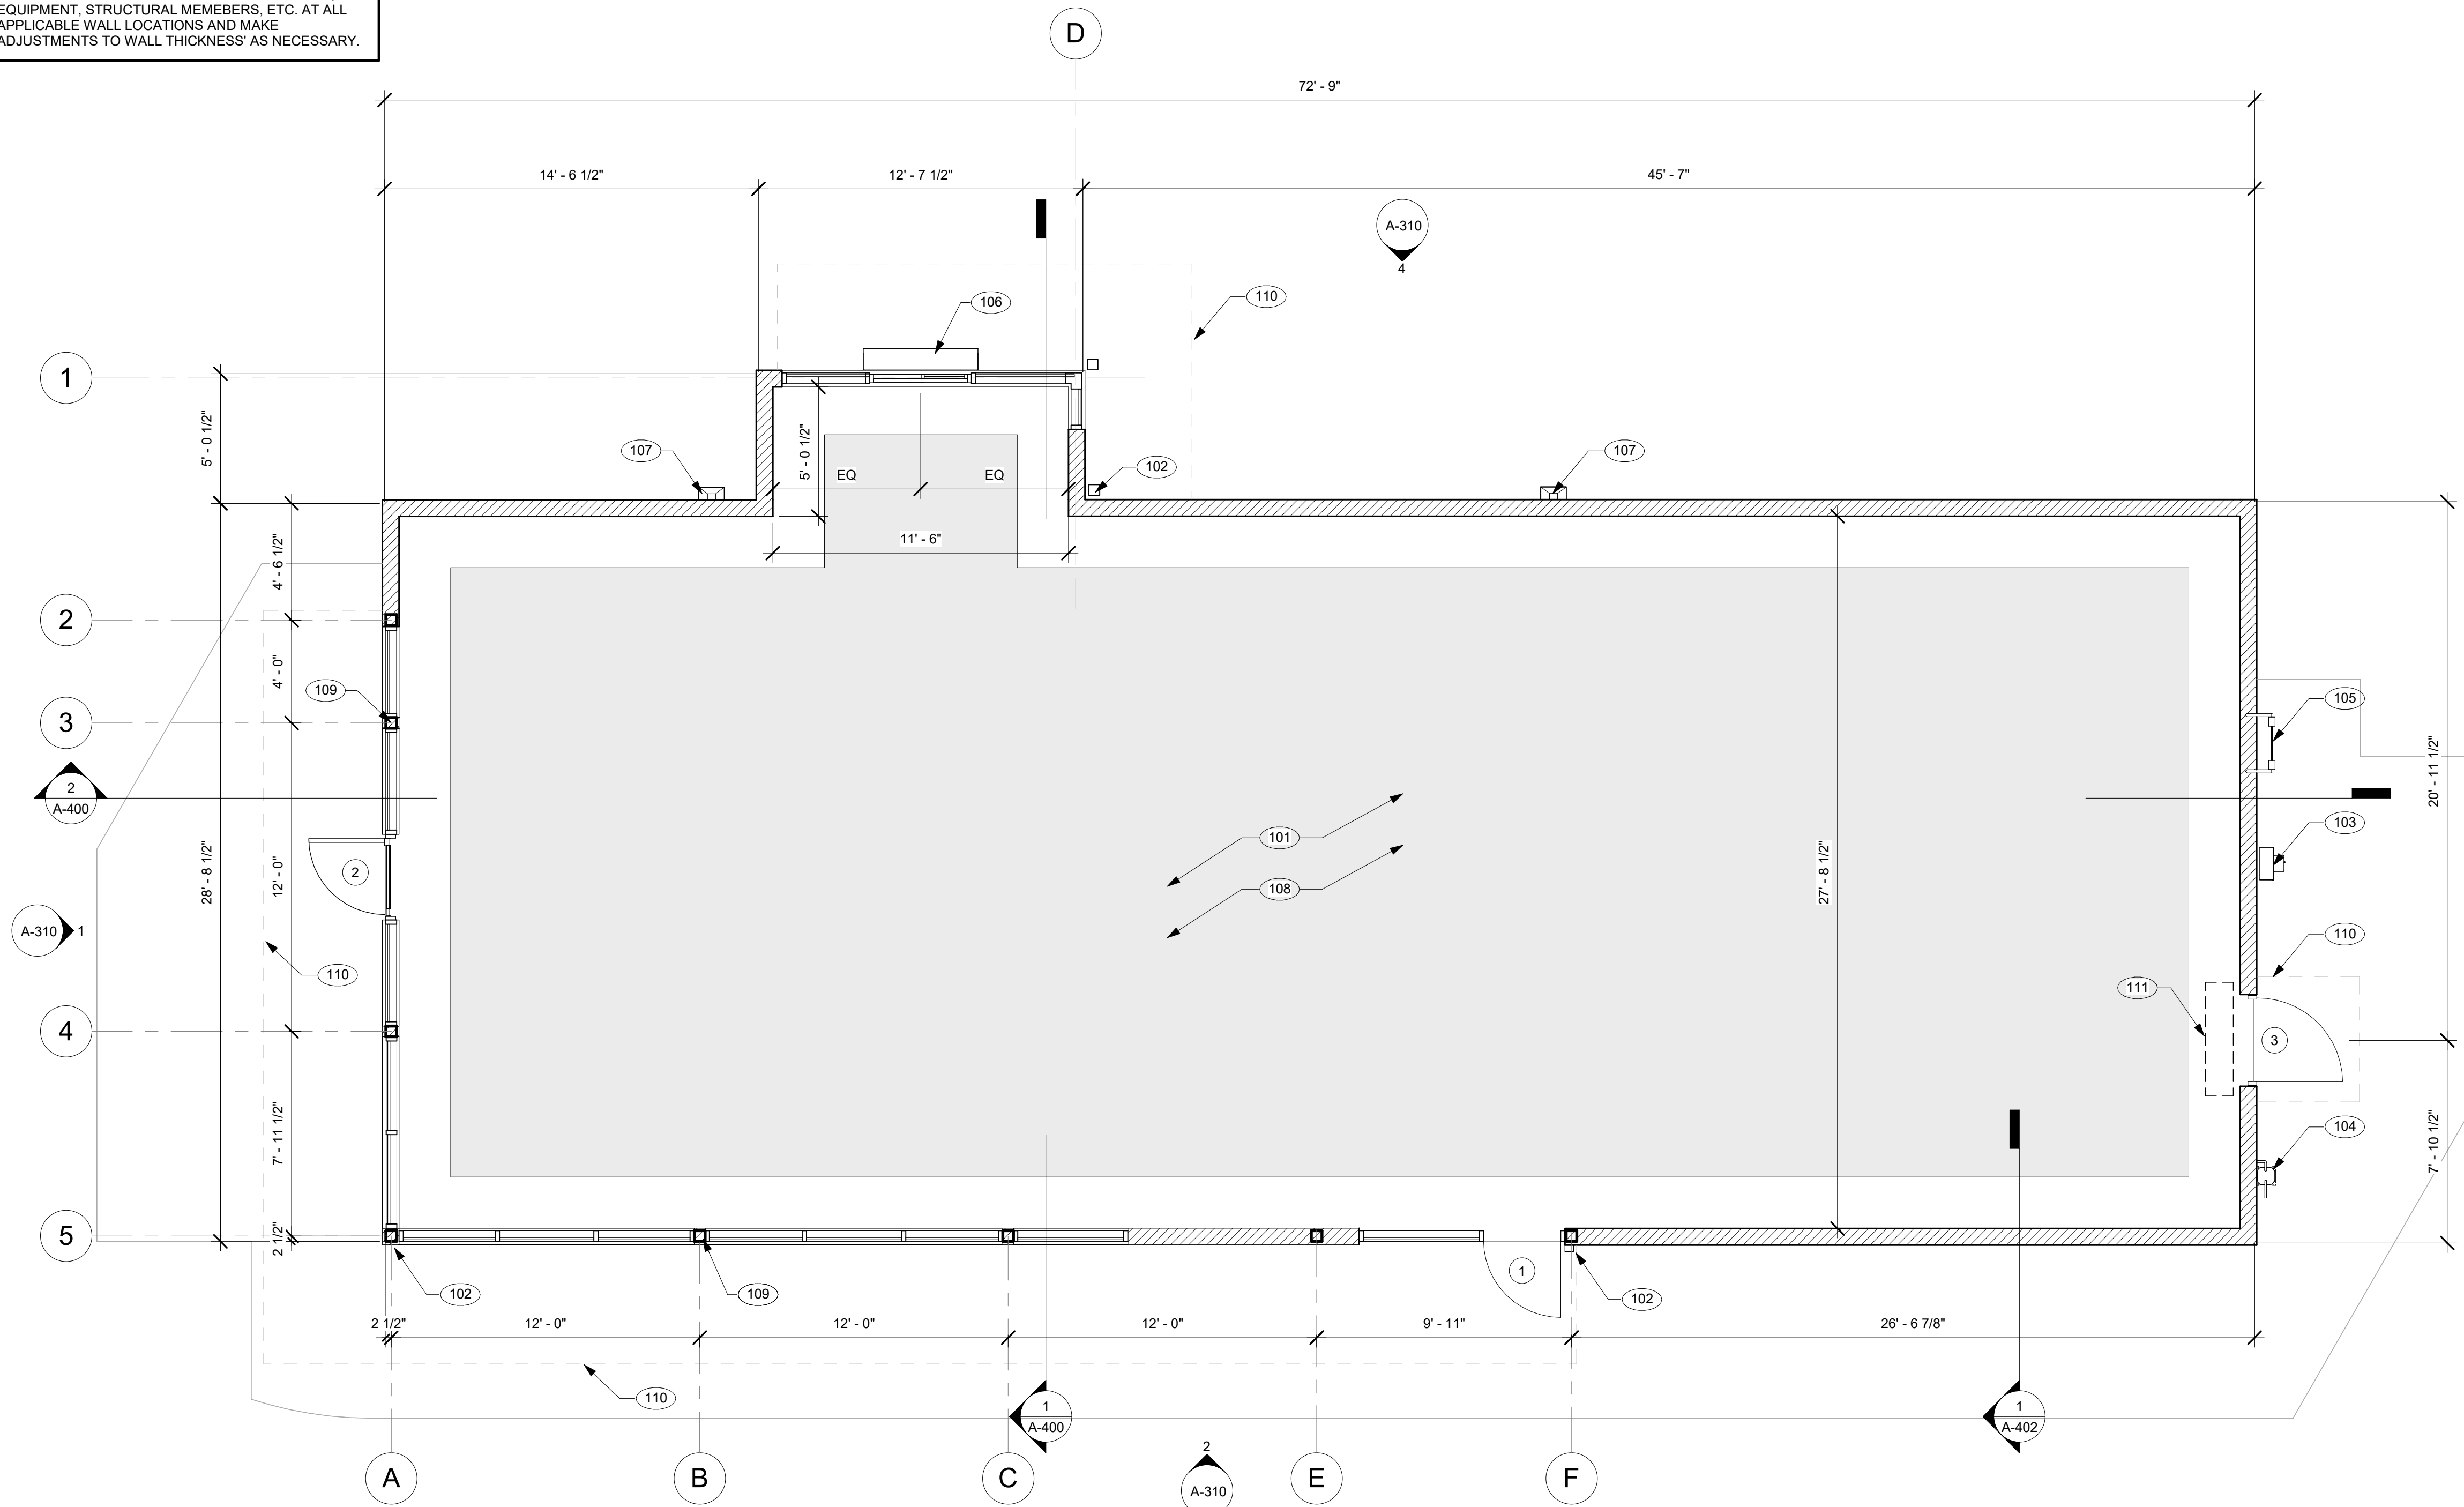 EQUIPMENT, STRUCTURAL MEMEBERS, ETC. AT ALL
APPLICABLE WALL LOCATIONS AND MAKE
ADJUSTMENTS TO WALL THICKNESS' AS NECESSARY.
D
72' - 9"
14' - 6 1/2"
12' - 7 1/2"
45' - 7"
A-310
4
106
110
1
5' - 0 1/2"
107
5' - 0 1/2"
EQ
EQ
102
107
11' - 6"
4' - 6 1/2"
2
4' - 0"
109
3
105
20' - 11 1/2"
2
A-400
101
103
28' - 8 1/2"
12' - 0"
2
108
27' - 8 1/2"
A-310
1
110
110
111
4
3
7' - 11 1/2"
104
7' - 10 1/2"
5
2 1/2"
1
102
109
102
2 1/2"
12' - 0"
12' - 0"
12' - 0"
9' - 11"
26' - 6 7/8"
110
1
A-400
1
A-402
2
A-310
A
B
C
E
F